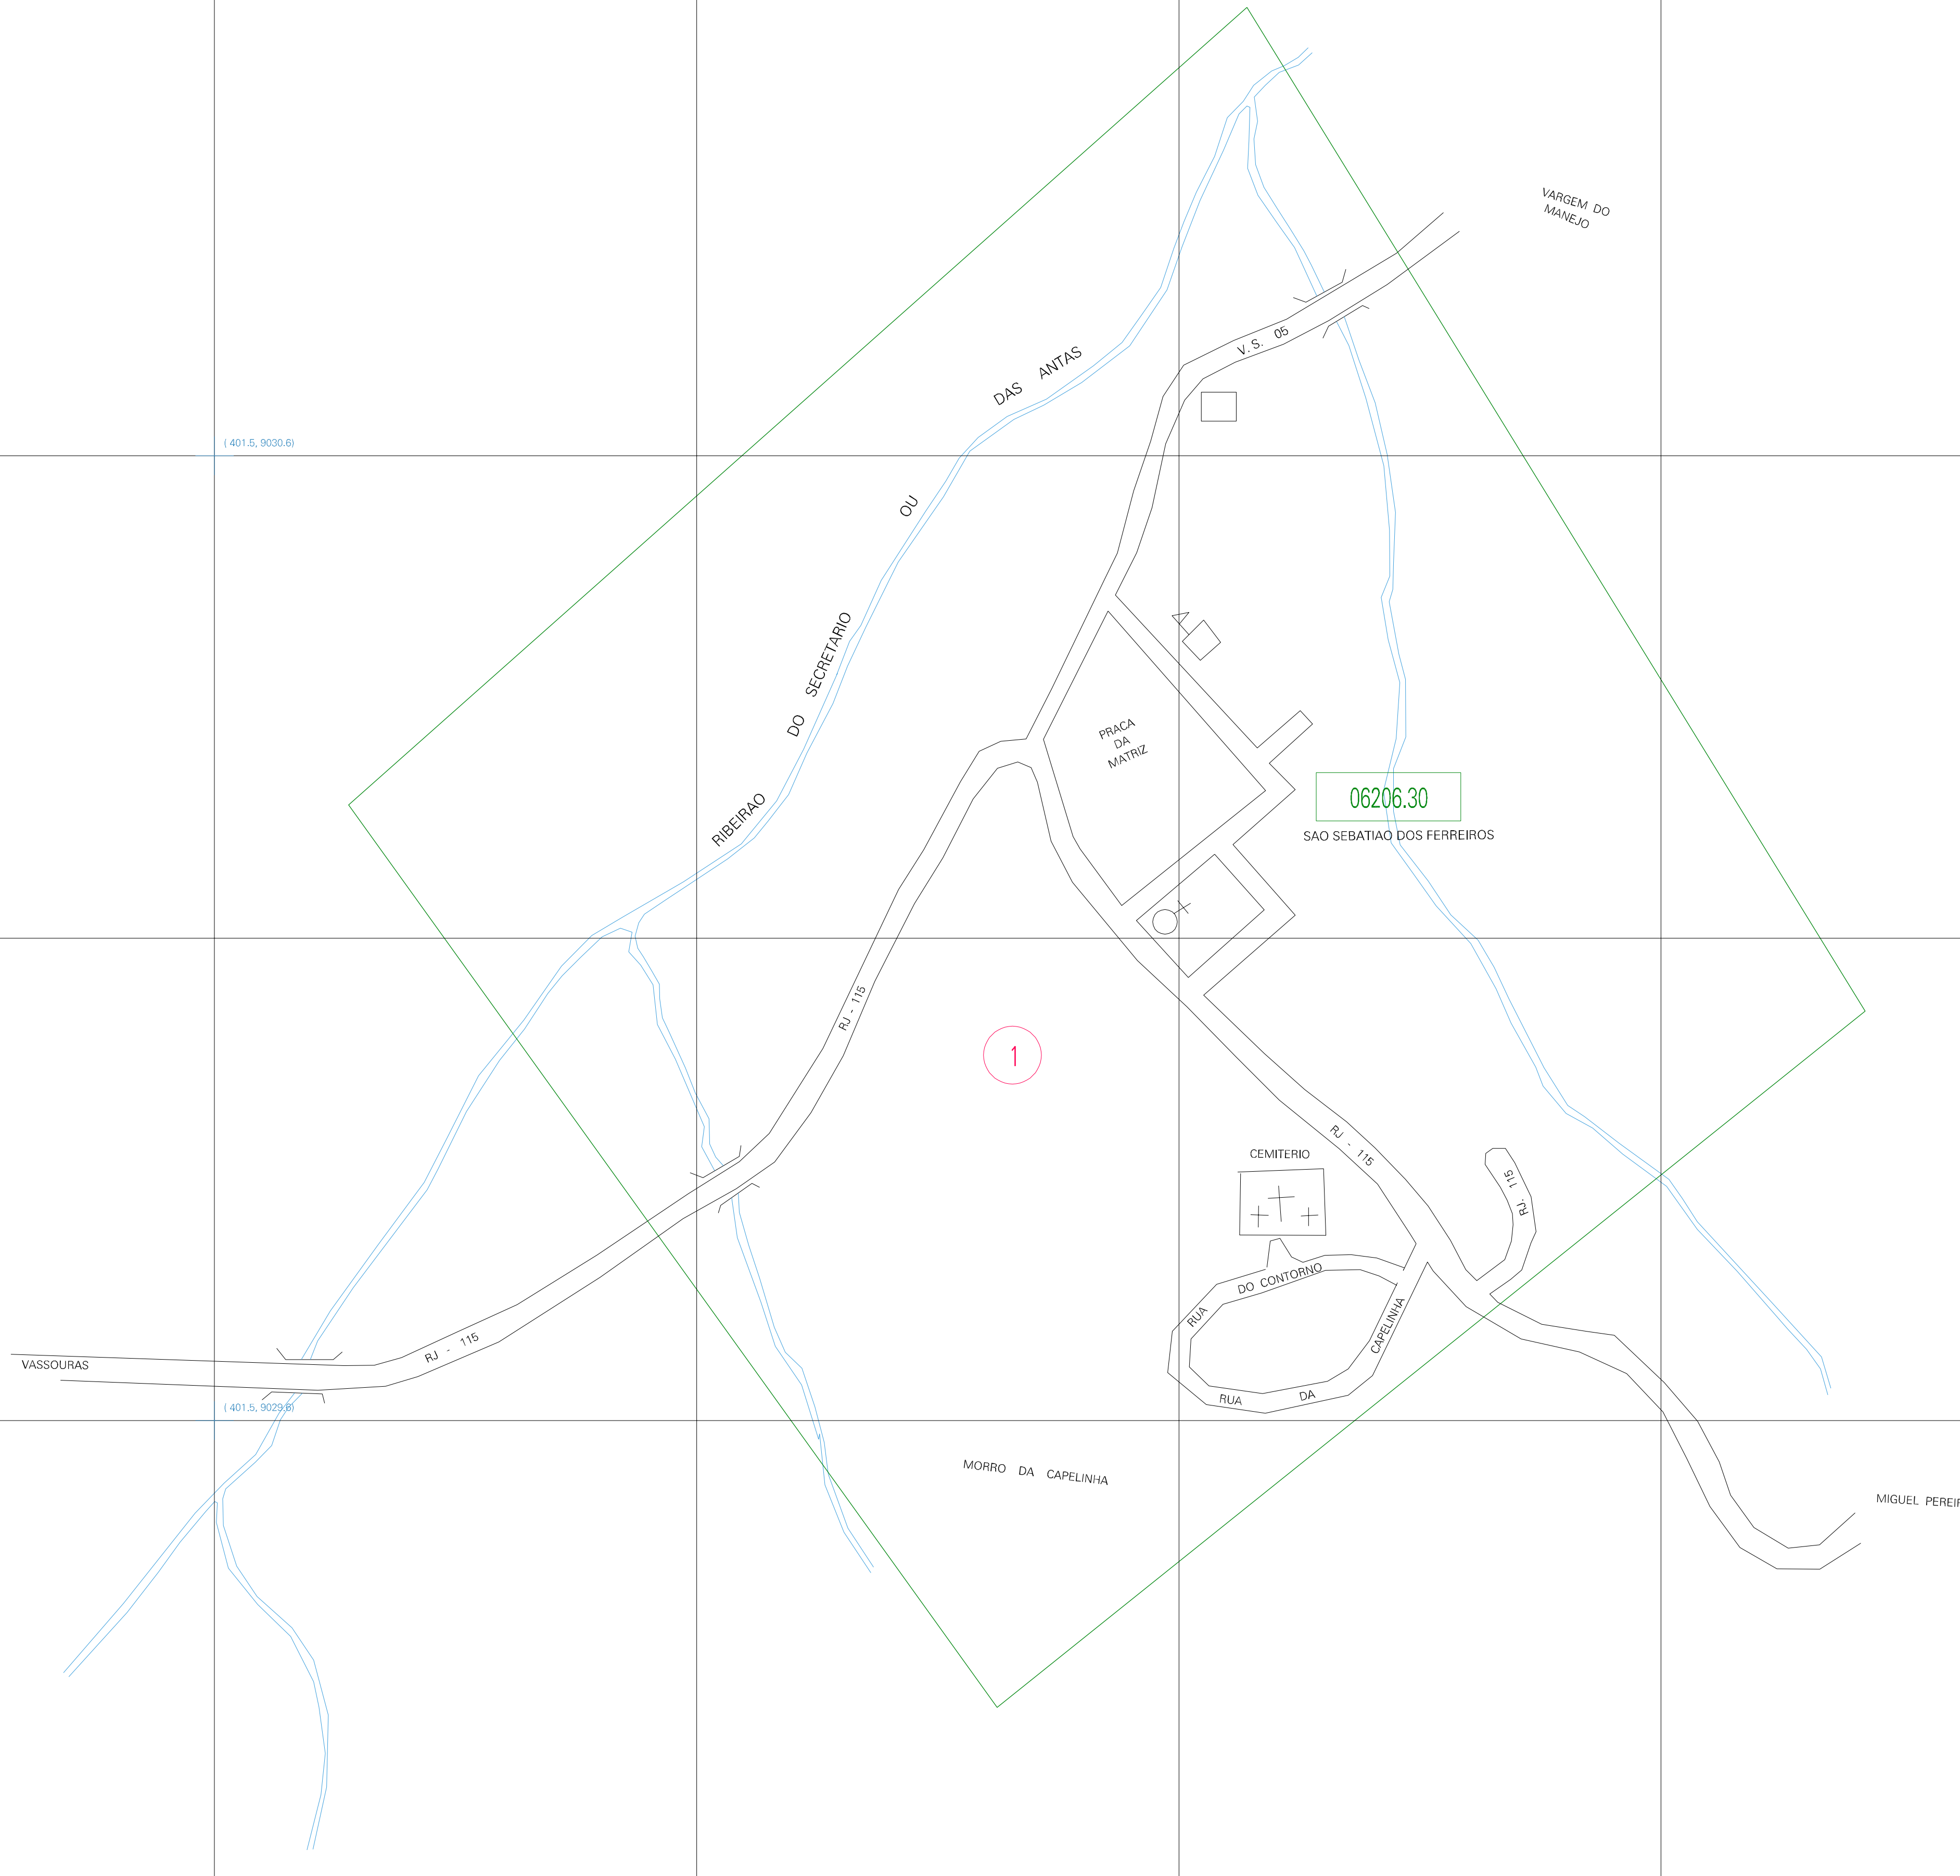 VARGEM DO
MANEJO
V. S. 05
DAS ANTAS
( 401.5, 9030.6)
OU
DO SECRETARIO
RIBEIRAO
PRACA
DA
MATRIZ
06206.30
SAO SEBATIAO DOS FERREIROS
RJ - 115
1
RJ - 115
CEMITERIO
RJ. 115
RUA DO CONTORNO
RUA DA CAPELINHA
RJ - 115
VASSOURAS
( 401.5, 9029.6)
MORRO DA CAPELINHA
MIGUEL PEREI